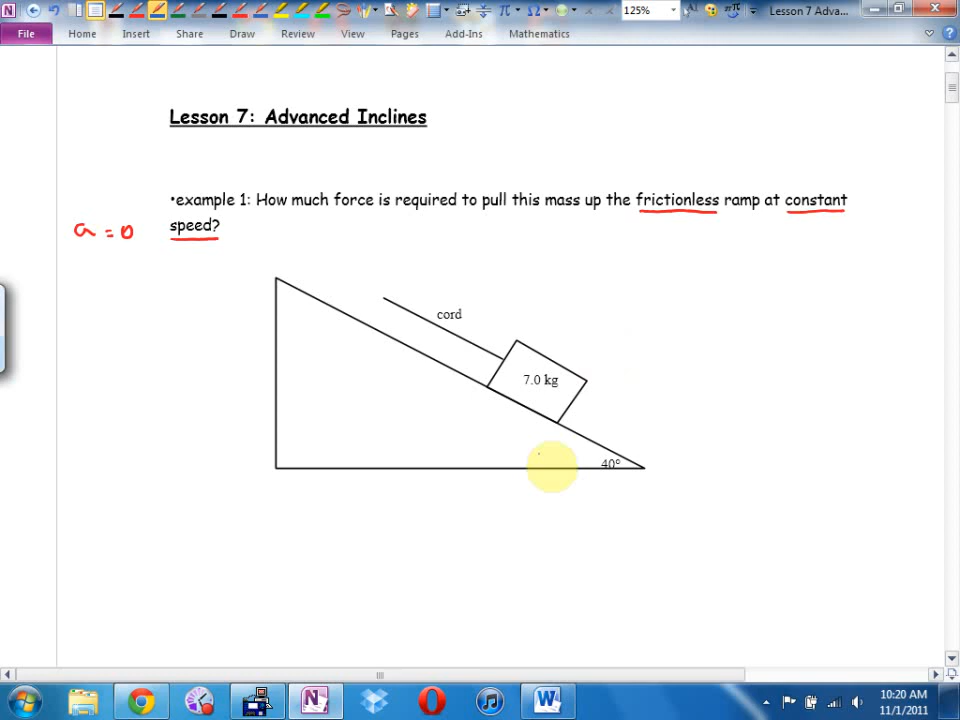 125%
Lesson 7 Adva...
File Home Insert Share Draw Review View Pages Add-Ins Mathematics
Lesson 7: Advanced Inclines
•example 1: How much force is required to pull this mass up the frictionless ramp at constant
speed?
a = 0
cord
7.0 kg
40°
10:20 AM
11/1/2011